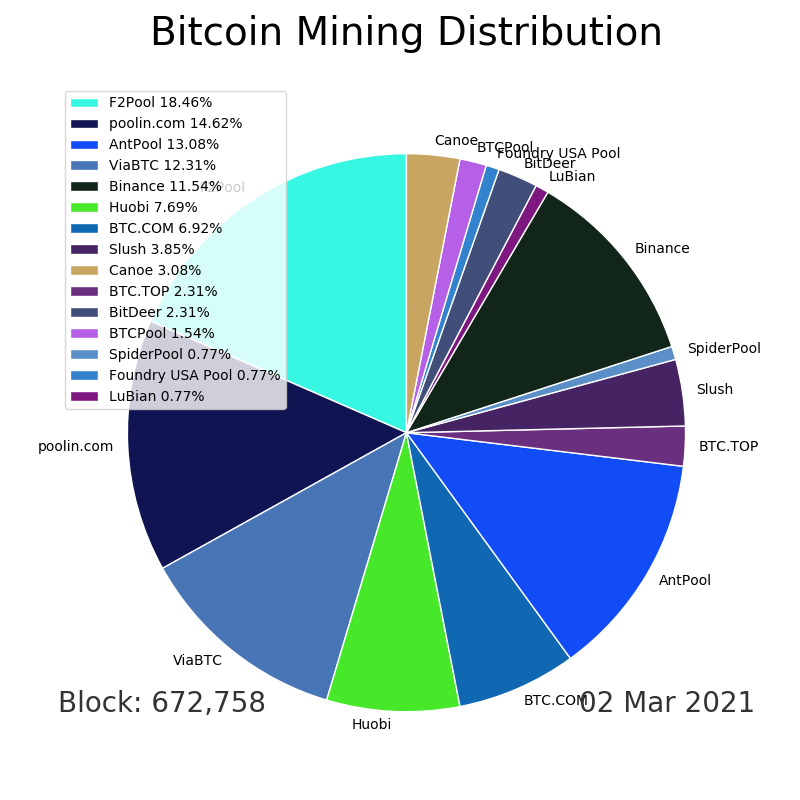 Bitcoin Mining Distribution
F2Pool 18.46%
poolin.com 14.62%
AntPool 13.08%
ViaBTC 12.31%
Binance 11.54%
Huobi 7.69%
BTC.COM 6.92%
Slush 3.85%
Canoe 3.08%
BTC.TOP 2.31%
BitDeer 2.31%
BTCPool 1.54%
SpiderPool 0.77%
Foundry USA Pool 0.77%
LuBian 0.77%
Canoe
BTCPool
Foundry USA Pool
BitDeer
LuBian
Binance
SpiderPool
Slush
BTC.TOP
AntPool
BTC.COM
Huobi
ViaBTC
poolin.com
Block: 672,758
02 Mar 2021